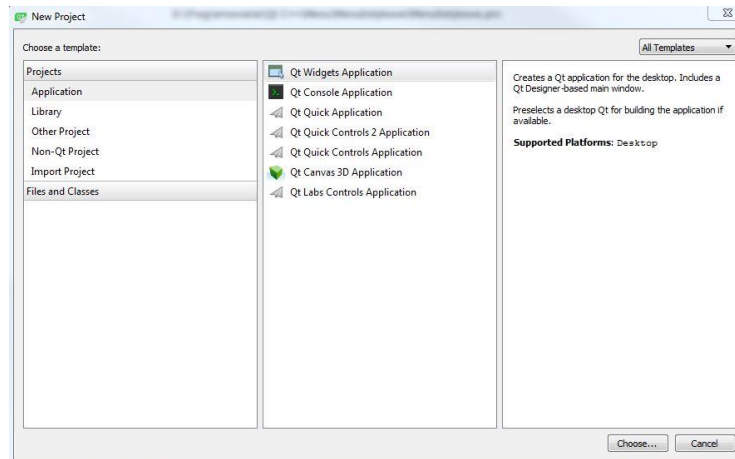 New Project
Choose a template:
All Templates
Projects
Application
Library
Other Project
Non-Qt Project
Import Project
Files and Classes
Qt Widgets Application
Qt Console Application
Qt Quick Application
Qt Quick Controls 2 Application
Qt Quick Controls Application
Qt Canvas 3D Application
Qt Labs Controls Application
Creates a Qt application for the desktop. Includes a
Qt Designer-based main window.
Preselects a desktop Qt for building the application if
available.
Supported Platforms: Desktop
Choose...
Cancel